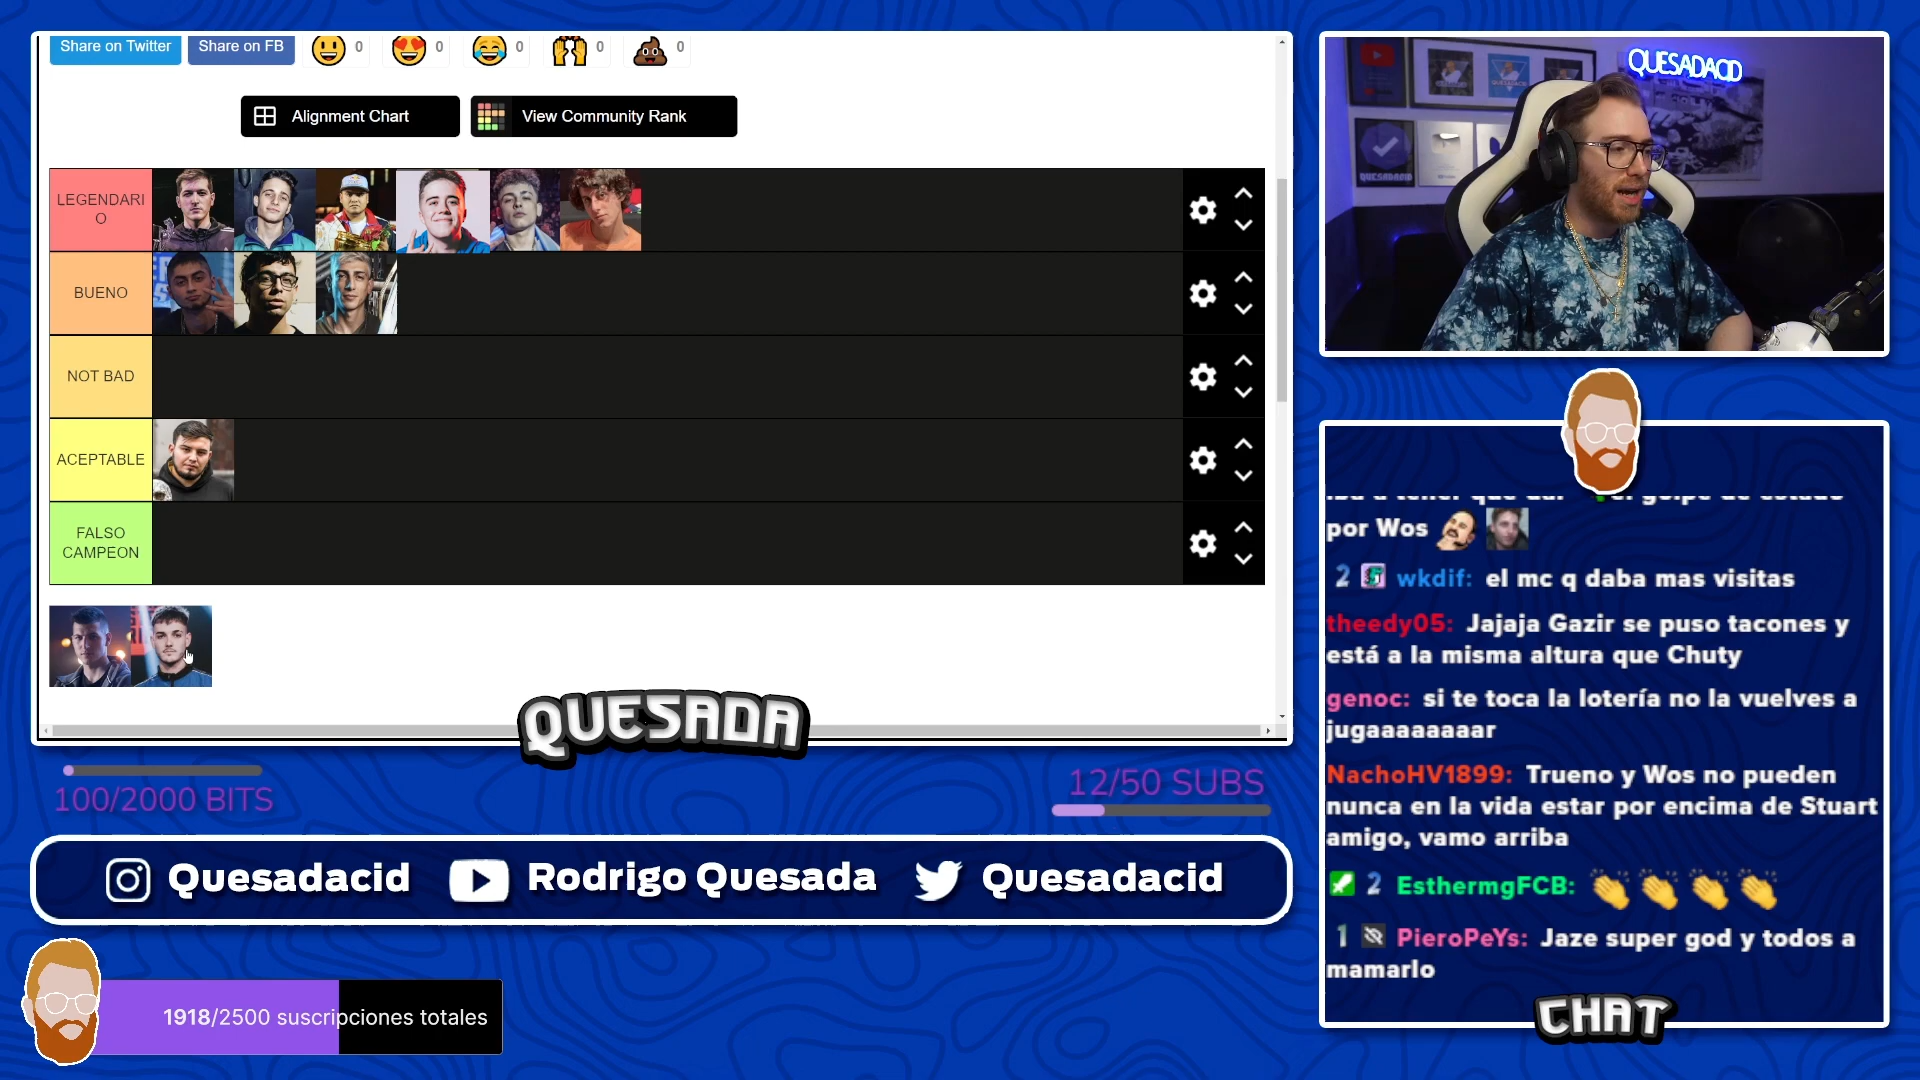 Share on Twitter
Share on FB
0
0
0
0
0
Alignment Chart
View Community Rank
LEGENDARI
O
BUENO
NOT BAD
ACEPTABLE
FALSO
CAMPEON
QUESADA
100/2000 BITS
12/50 SUBS
Quesadacid
Rodrigo Quesada
Quesadacid
1918/2500 suscripciones totales
QUESADACID
QUESADACID
por Wos
2 wkdif: el mc q daba mas visitas
theedy05: Jajaja Gazir se puso tacones y
está a la misma altura que Chuty
genoc: si te toca la lotería no la vuelves a
jugaaaaaaaar
NachoHV1899: Trueno y Wos no pueden
nunca en la vida estar por encima de Stuart
amigo, vamo arriba
2 EsthermgFCB:
1 PieroPeYs: Jaze super god y todos a
mamarlo
CHAT